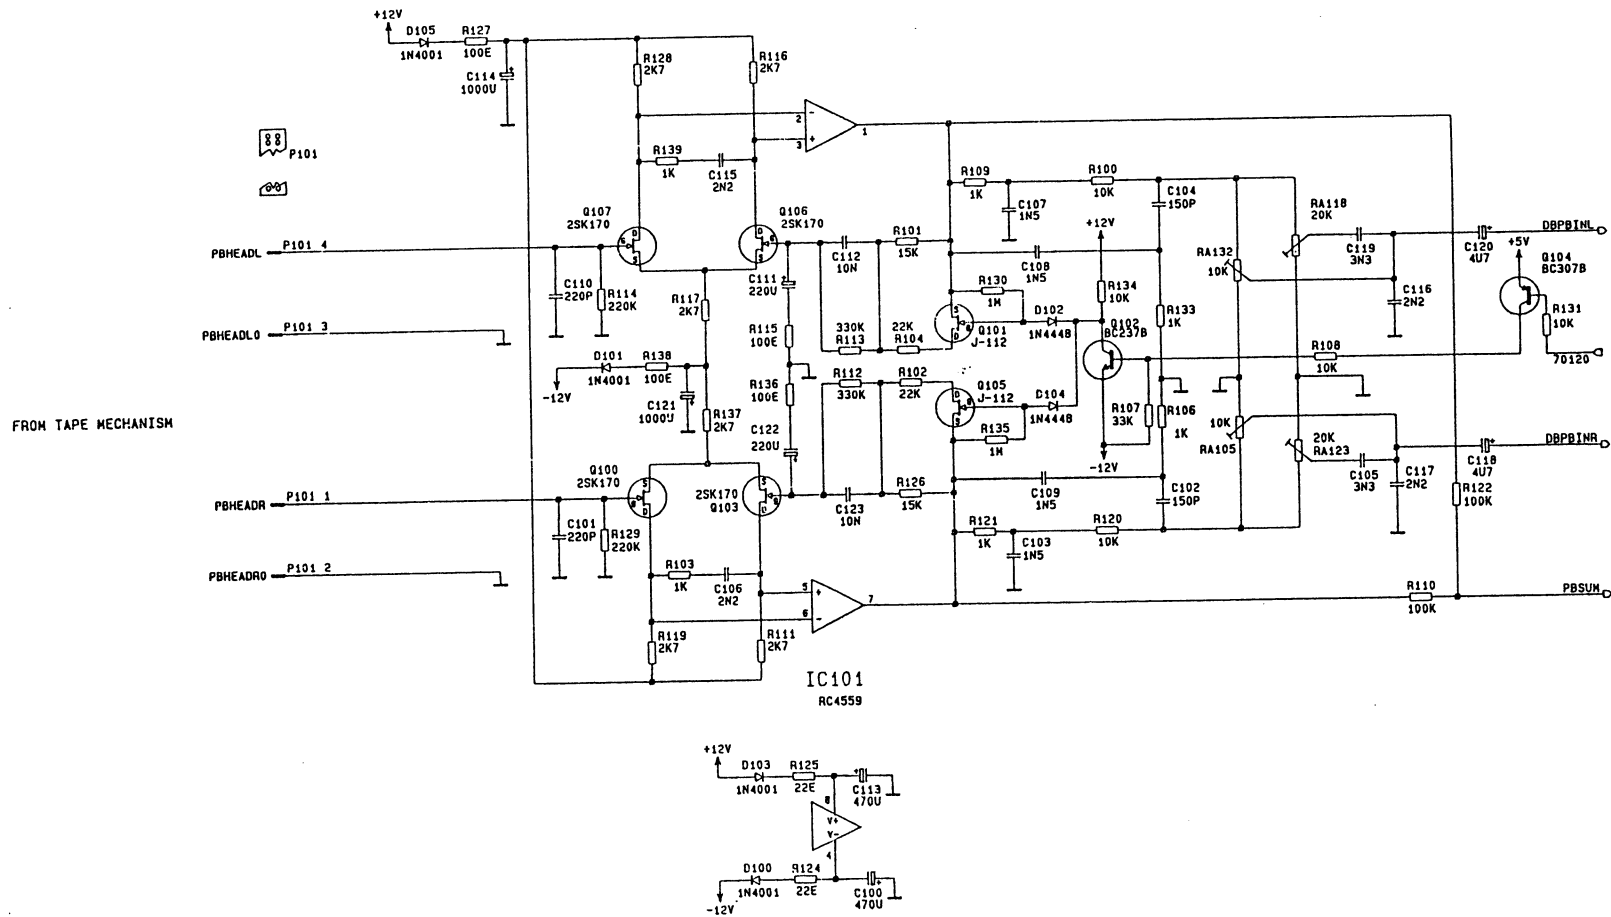 +12V
D105
1N4001
R127
100E
C114
1000U
R128
2K7
R116
2K7
2
-
3
+
1
P101
R139
1K
C115
2N2
Q107
2SK170
Q106
2SK170
D
G
S
D
G
S
PBHEADL
P101 4
C110
220P
R114
220K
R117
2K7
C111
220U
C112
10N
R101
15K
R109
1K
C107
1N5
R100
10K
C104
150P
+12V
C108
1N5
R130
1M
D102
1N4448
R134
10K
Q102
BC237B
R133
1K
RA118
20K
RA132
10K
C119
3N3
C120
4U7
DBPBINL
C116
2N2
+5V
Q104
BC307B
R131
10K
7D120
PBHEADL0
P101 3
R115
100E
330K
R113
22K
R104
S
G
D
Q101
J-112
R108
10K
D101
1N4001
R138
100E
-12V
C121
1000U
R137
2K7
R136
100E
C122
220U
R112
330K
R102
22K
Q105
J-112
D
G
S
D104
1N4448
R107
33K
R106
1K
-12V
R135
1M
10K
RA105
20K
RA123
C105
3N3
C117
2N2
C118
4U7
DBPBINR
R122
100K
FROM TAPE MECHANISM
Q100
2SK170
2SK170
Q103
S
G
D
S
G
D
PBHEADR
P101 1
C101
220P
R129
220K
C123
10N
R126
15K
C109
1N5
C102
150P
R121
1K
C103
1N5
R120
10K
PBHEADR0
P101 2
R103
1K
C106
2N2
5
+
6
-
7
R110
100K
PBSUM
R119
2K7
R111
2K7
IC101
RC4559
+12V
D103
1N4001
R125
22E
C113
470U
8
V+
V-
4
D100
1N4001
R124
22E
C100
470U
-12V